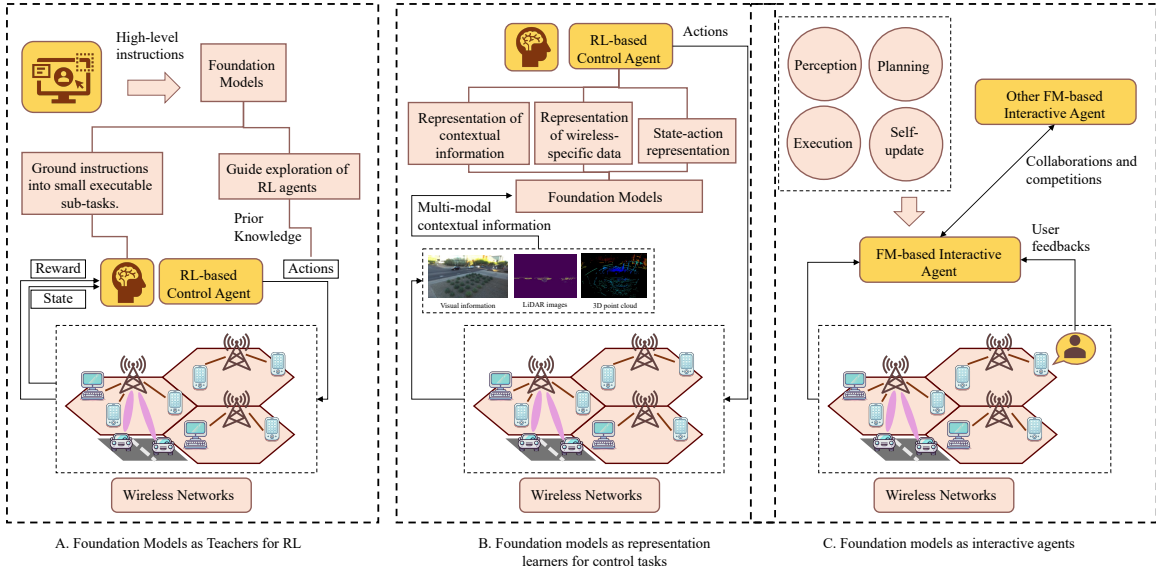 High-level
instructions
Foundation
Models
Ground instructions
into small executable
sub-tasks.
Guide exploration of
RL agents
Prior
Knowledge
Reward
State
RL-based
Control Agent
Actions
Wireless Networks
A. Foundation Models as Teachers for RL
RL-based
Control Agent
Actions
Representation of
contextual
information
Representation
of wireless-
specific data
State-action
representation
Foundation Models
Multi-modal
contextual information
Visual information
LiDAR images
3D point cloud
Wireless Networks
B. Foundation models as representation
learners for control tasks
Perception
Planning
Execution
Self-
update
Other FM-based
Interactive Agent
Collaborations and
competitions
User
feedbacks
FM-based Interactive
Agent
Wireless Networks
C. Foundation models as interactive agents